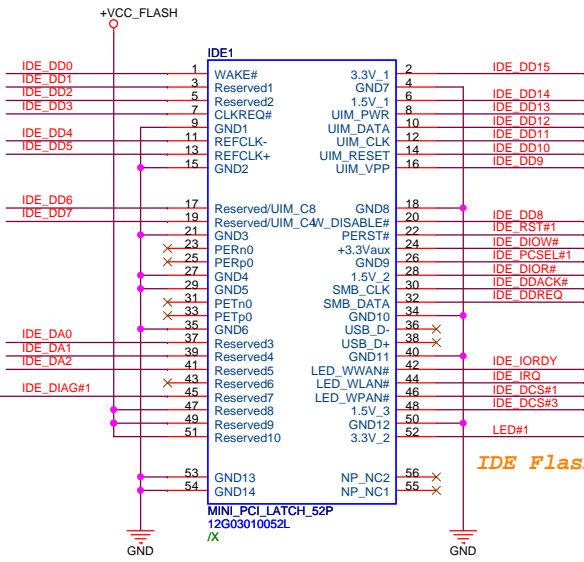 +VCC_FLASH
IDE1
IDE_DD0 1 WAKE# 3.3V_1 2 IDE_DD15
IDE_DD1 3 Reserved1 GND7 4
IDE_DD2 5 Reserved2 1.5V_1 6 IDE_DD14
IDE_DD3 7 CLKREQ# UIM_PWR 8 IDE_DD13
9 GND1 UIM_DATA 10 IDE_DD12
IDE_DD4 11 REFCLK- UIM_CLK 12 IDE_DD11
IDE_DD5 13 REFCLK+ UIM_RESET 14 IDE_DD10
15 GND2 UIM_VPP 16 IDE_DD9
IDE_DD6 17 Reserved/UIM_C8 GND8 18
IDE_DD7 19 Reserved/UIM_C4 W_DISABLE# 20 IDE_DD8
21 GND3 PERST# 22 IDE_RST#1
23 PERn0 +3.3Vaux 24 IDE_DIOW#
25 PERp0 GND9 26 IDE_PCSEL#1
27 GND4 1.5V_2 28 IDE_DIOR#
29 GND5 SMB_CLK 30 IDE_DDACK#
31 PETn0 SMB_DATA 32 IDE_DDREQ
33 PETp0 GND10 34
35 GND6 USB_D- 36
IDE_DA0 37 Reserved3 USB_D+ 38
IDE_DA1 39 Reserved4 GND11 40
IDE_DA2 41 Reserved5 LED_WWAN# 42 IDE_IORDY
43 Reserved6 LED_WLAN# 44 IDE_IRQ
IDE_DIAG#1 45 Reserved7 LED_WPAN# 46 IDE_DCS#1
47 Reserved8 1.5V_3 48 IDE_DCS#3
49 Reserved9 GND12 50
51 Reserved10 3.3V_2 52 LED#1
IDE Flas
53 GND13 NP_NC2 56
54 GND14 NP_NC1 55
MINI_PCI_LATCH_52P
12G03010052L
/X
GND GND